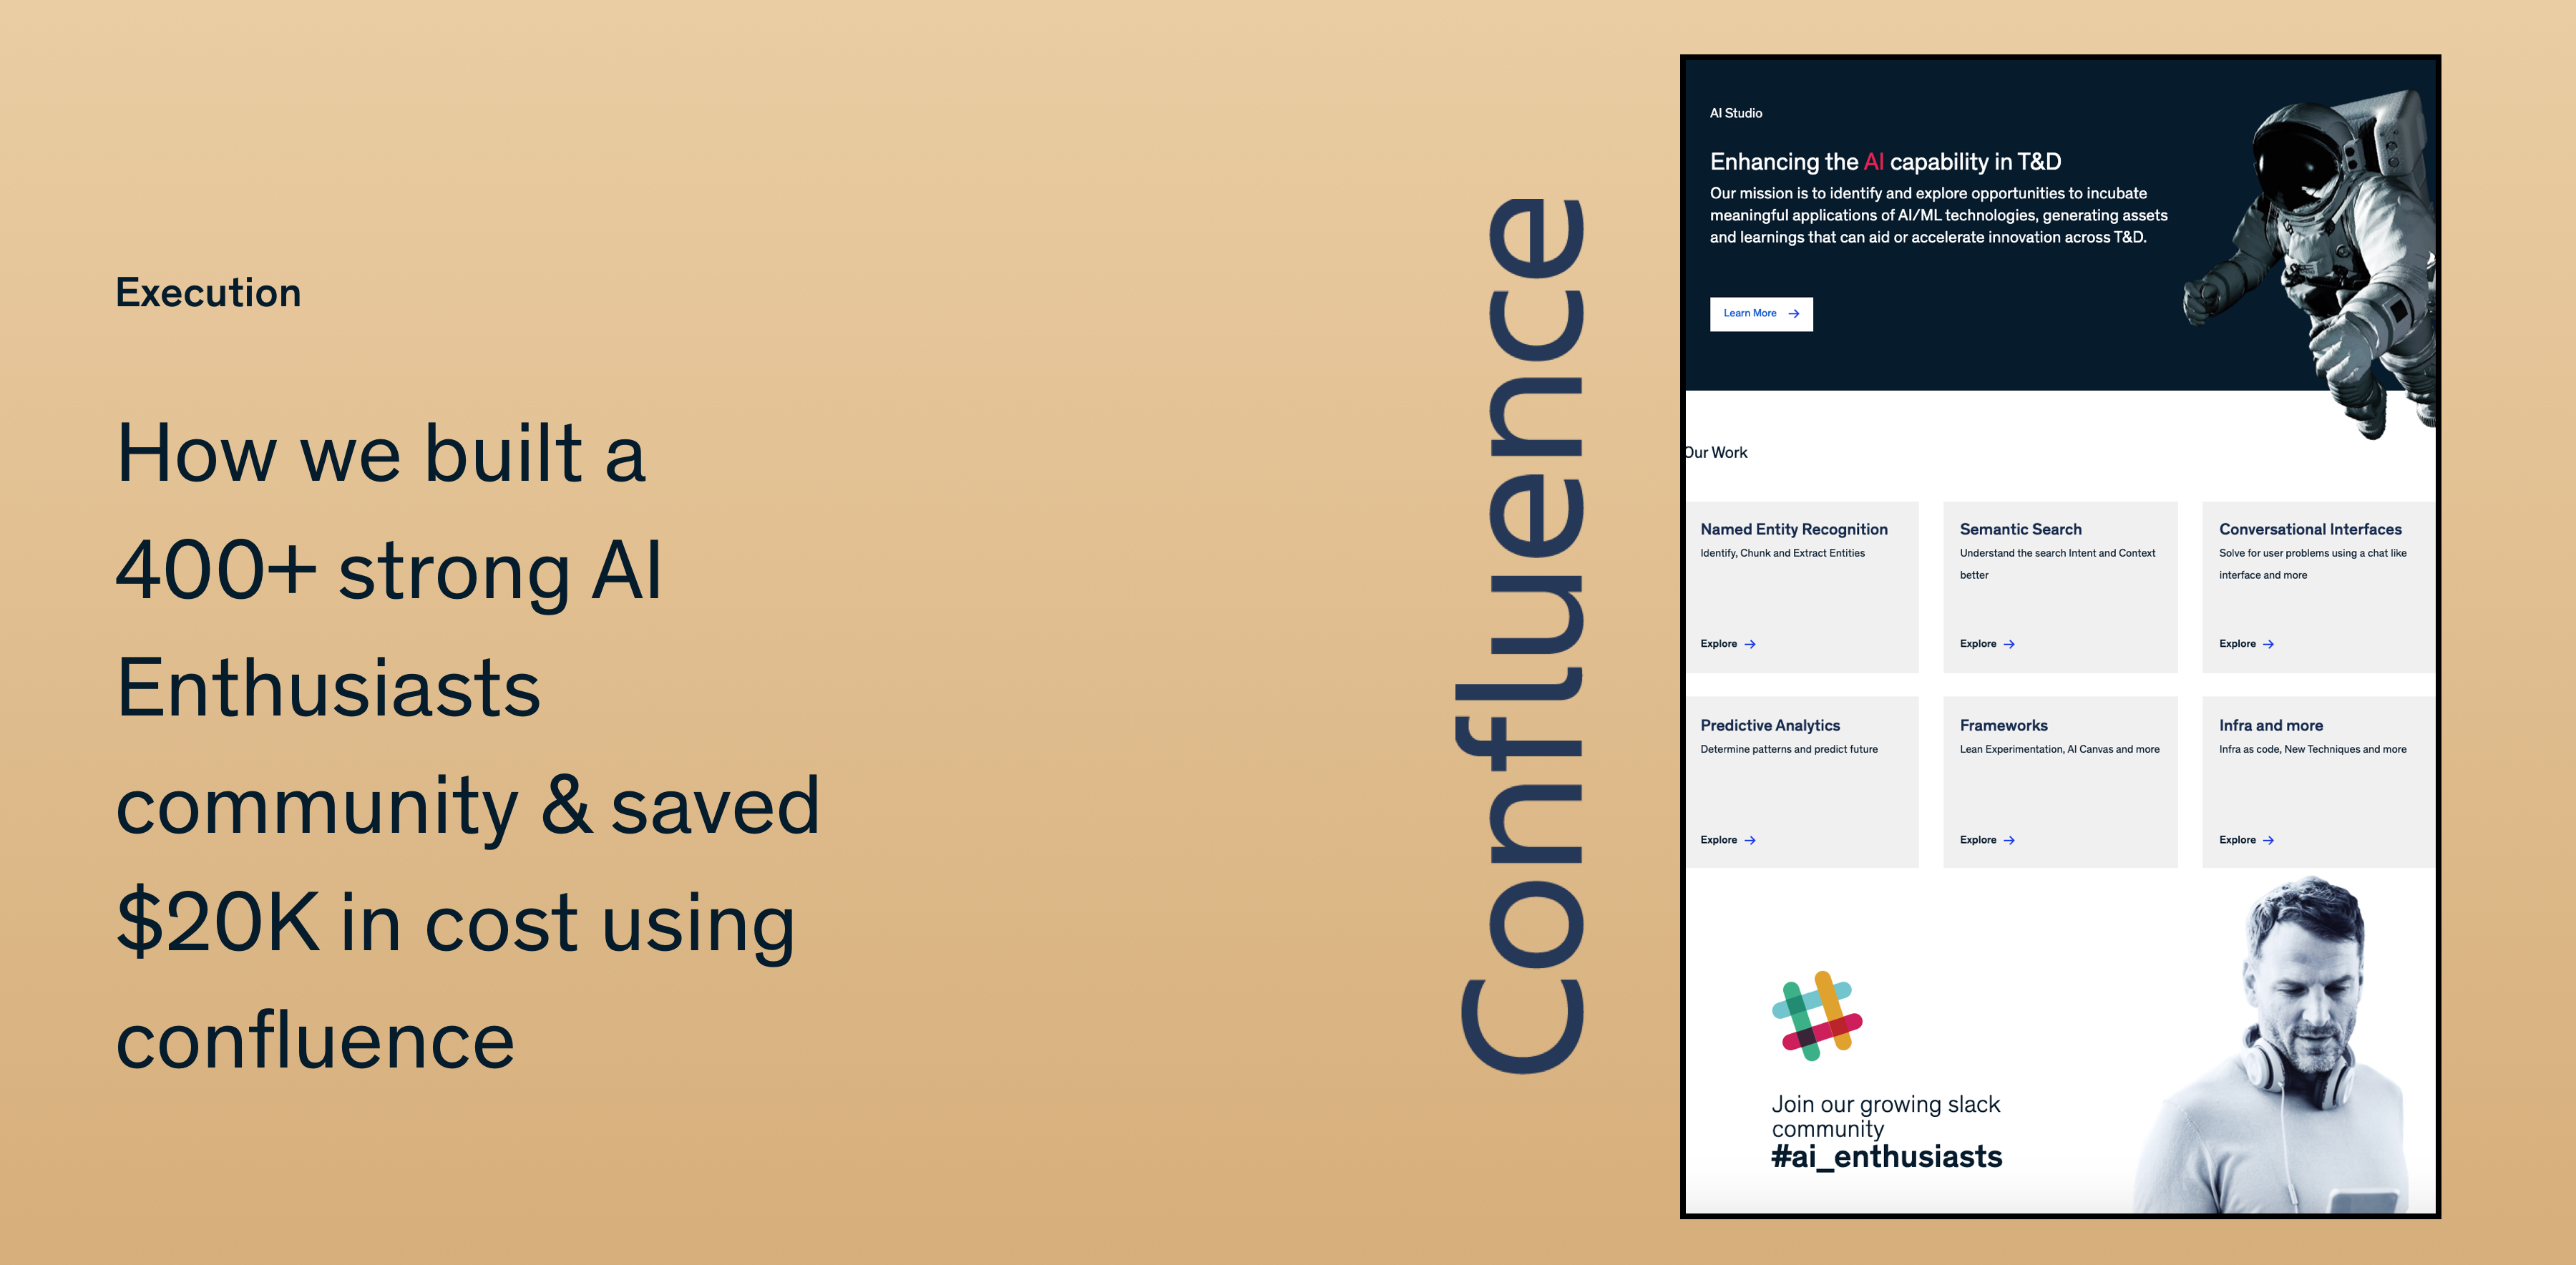 Execution
How we built a
400+ strong AI
Enthusiasts
community & saved
$20K in cost using
confluence
Confluence
AI Studio
Enhancing the AI capability in T&D
Our mission is to identify and explore opportunities to incubate
meaningful applications of AI/ML technologies, generating assets
and learnings that can aid or accelerate innovation across T&D.
Learn More
Our Work
Named Entity Recognition
Identify, Chunk and Extract Entities
Explore
Semantic Search
Understand the search Intent and Context
better
Explore
Conversational Interfaces
Solve for user problems using a chat like
interface and more
Explore
Predictive Analytics
Determine patterns and predict future
Explore
Frameworks
Lean Experimentation, AI Canvas and more
Explore
Infra and more
Infra as code, New Techniques and more
Explore
Join our growing slack
community
#ai_enthusiasts